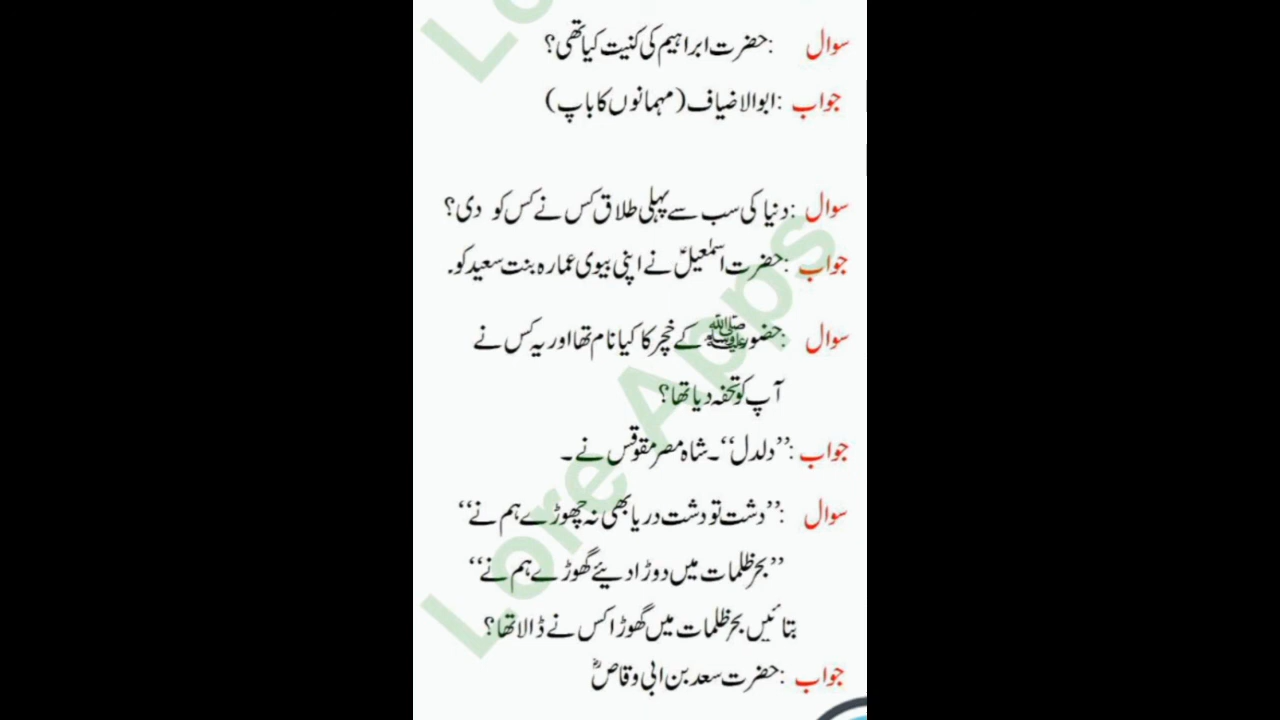 سوال :حضرت ابراہیم کی کنیت کیا تھی؟
جواب :ابوالاضیاف (مہمانوں کا باپ)
سوال :دنیا کی سب سے پہلی طلاق کس نے کس کو دی؟
جواب :حضرت اسمٰعیلؑ نے اپنی بیوی عمارہ بنت سعید کو۔
سوال :حضور ﷺ کے خچر کا کیا نام تھا اور یہ کس نے
آپ کو تحفہ دیا تھا؟
جواب :”دلدل“۔ شاہ مصر مقوقس نے ۔
سوال :”دشت تو دشت دریا بھی نہ چھوڑے ہم نے“
”بحر ظلمات میں دوڑا دیئے گھوڑے ہم نے“
بتائیں بحر ظلمات میں گھوڑا کس نے ڈالا تھا؟
جواب :حضرت سعد بن ابی وقاصؓ
Lore Apps
Lo